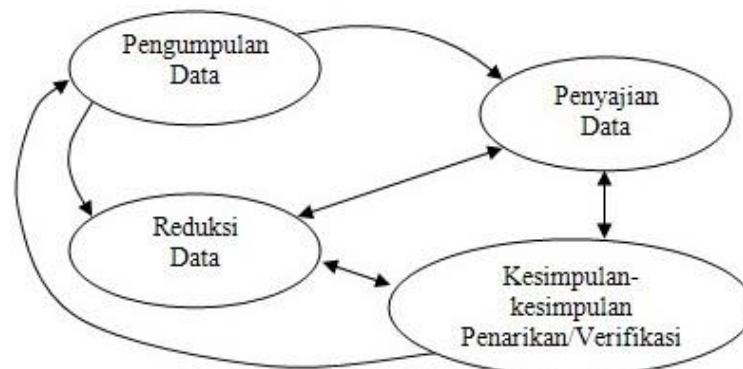 Pengumpulan
Data
Penyajian
Data
Reduksi
Data
Kesimpulan-
kesimpulan
Penarikan/Verifikasi